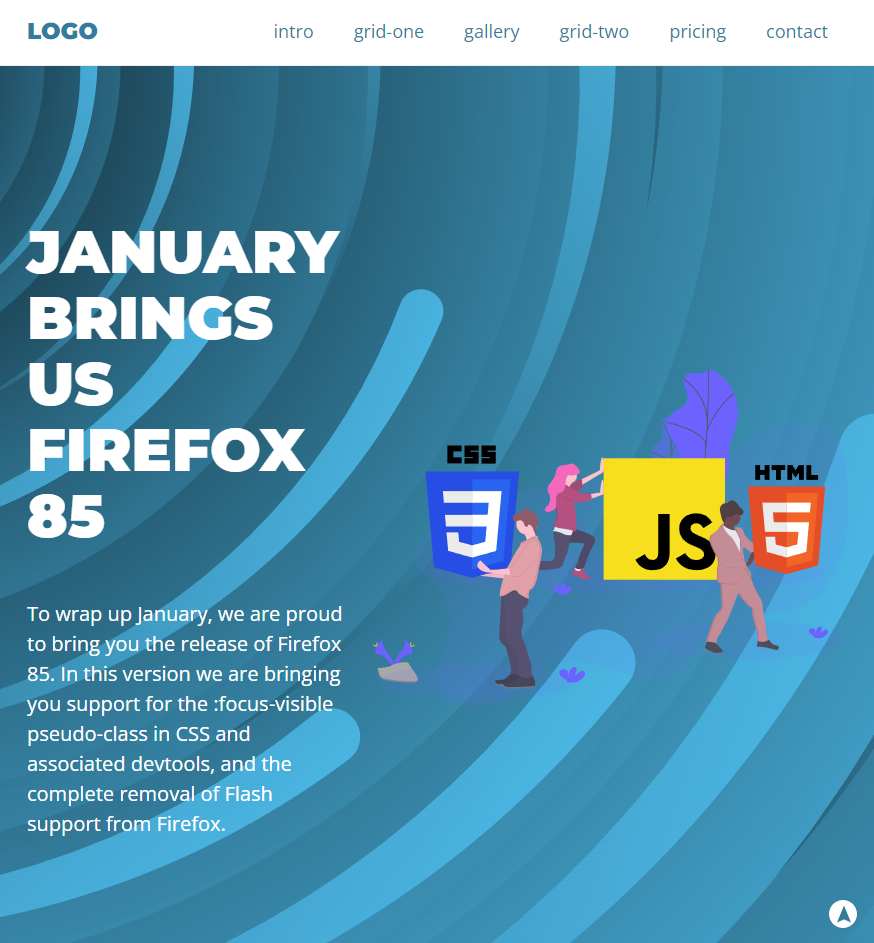 LOGO intro grid-one gallery grid-two pricing contact
JANUARY
BRINGS
US
FIREFOX
85
To wrap up January, we are proud
to bring you the release of Firefox
85. In this version we are bringing
you support for the :focus-visible
pseudo-class in CSS and
associated devtools, and the
complete removal of Flash
support from Firefox.
CSS
3
JS
HTML
5